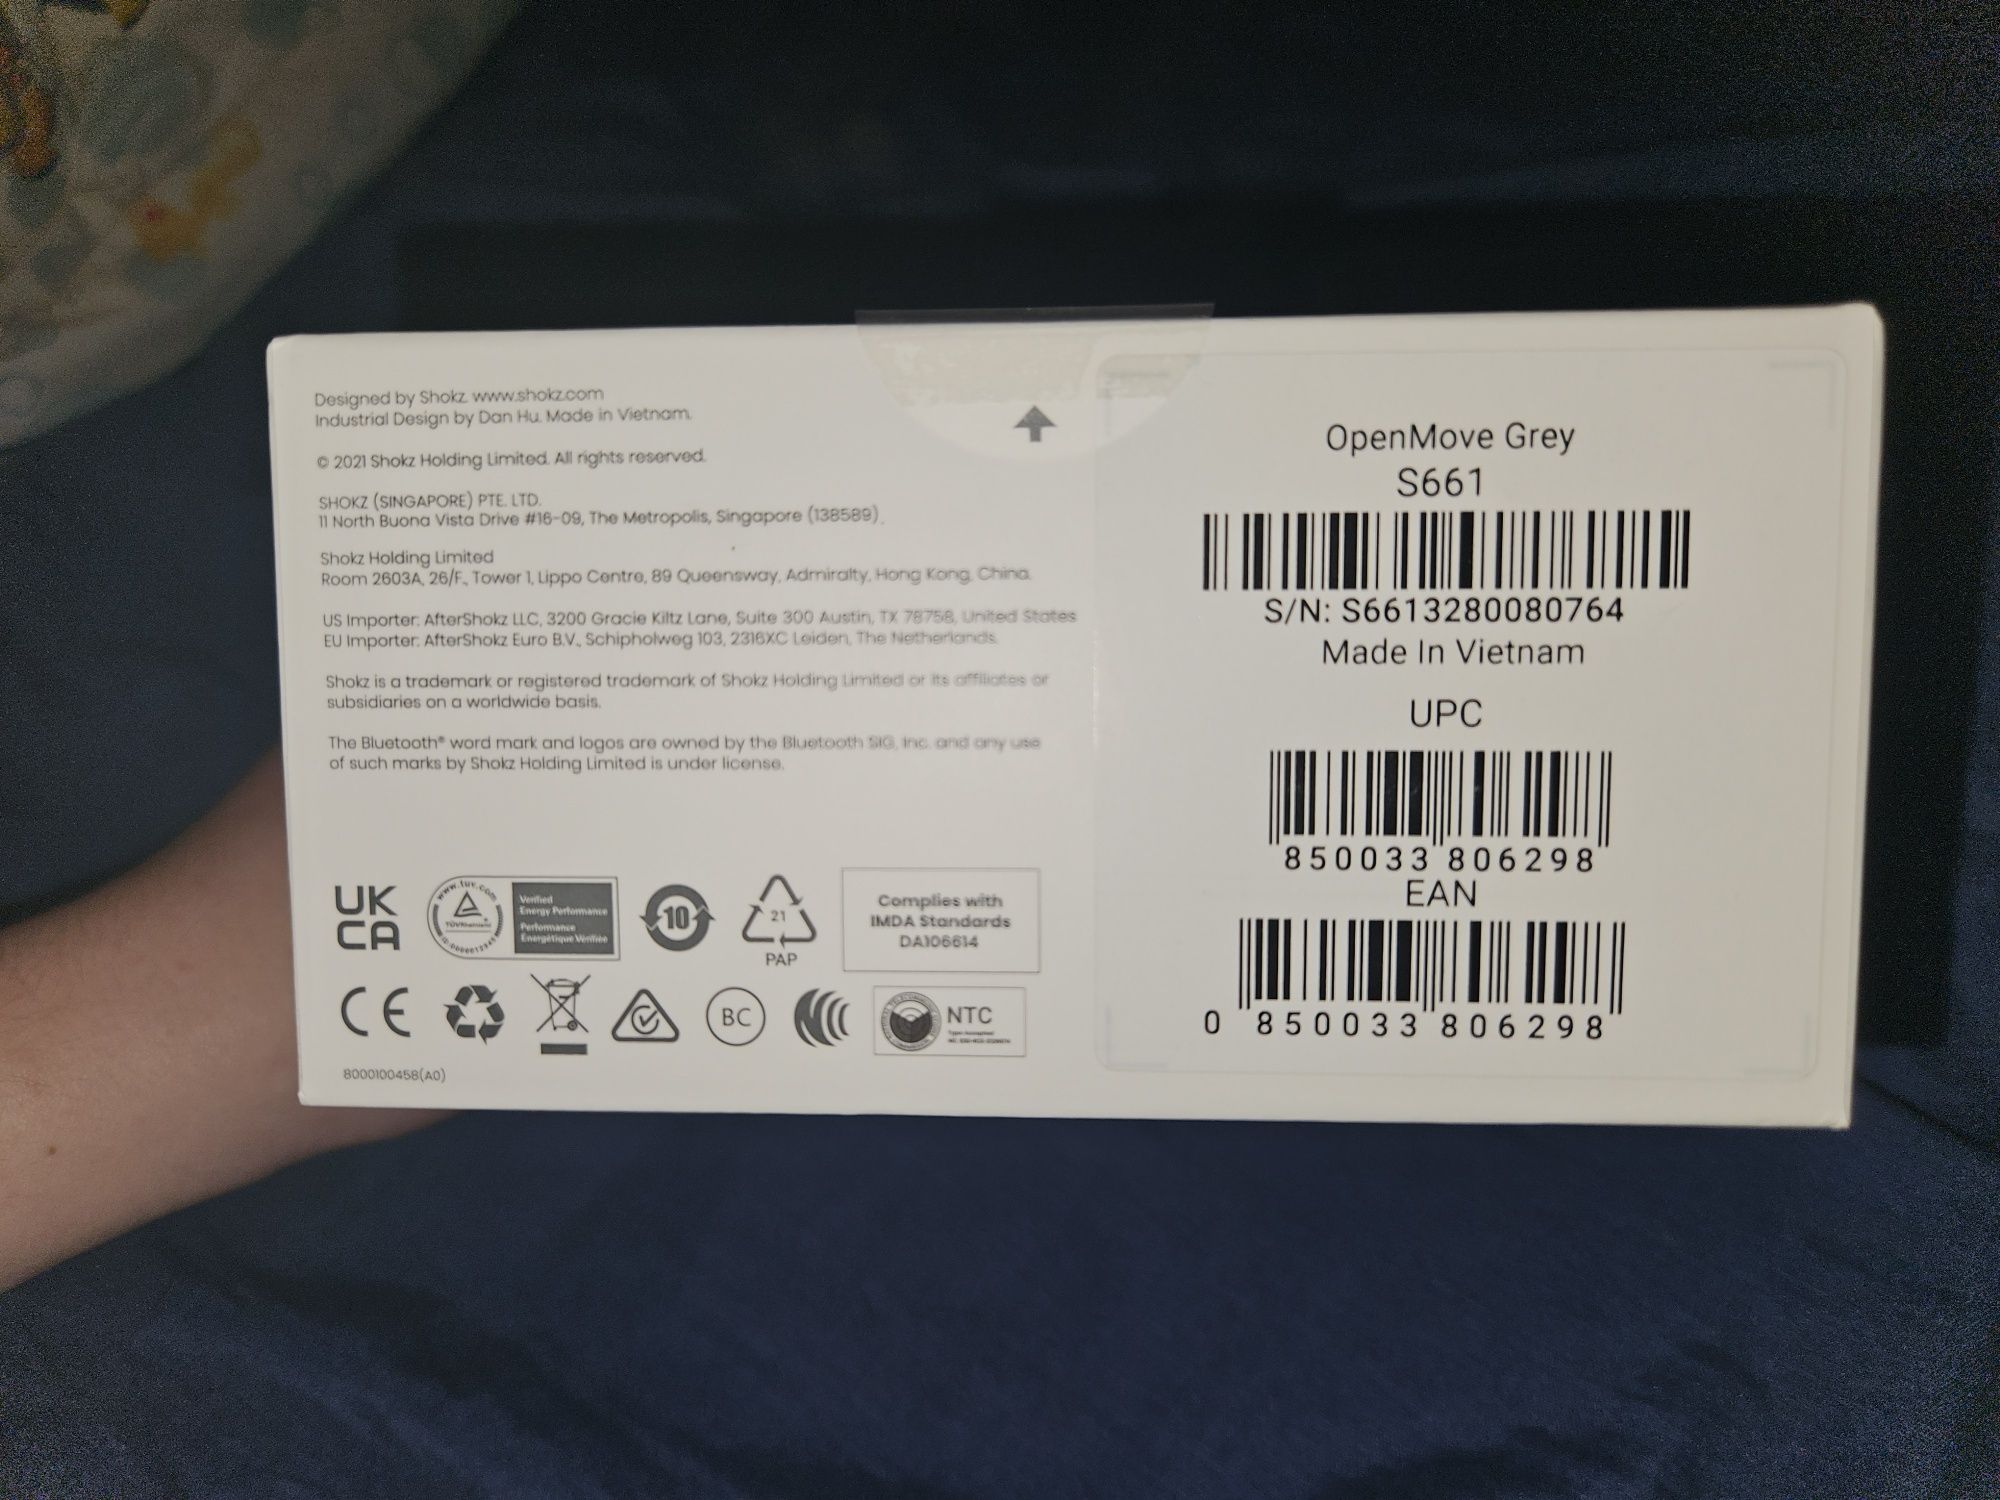 Designed by Shokz. www.shokz.com
Industrial Design by Dan Hu. Made in Vietnam.
© 2021 Shokz Holding Limited. All rights reserved.
SHOKZ (SINGAPORE) PTE. LTD.
11 North Buona Vista Drive #16-09, The Metropolis, Singapore (138589).
Shokz Holding Limited
Room 2603A, 26/F., Tower 1, Lippo Centre, 89 Queensway, Admiralty, Hong Kong, China.
US Importer: AfterShokz LLC, 3200 Gracie Kiltz Lane, Suite 300 Austin, TX 78758, United States
EU Importer: AfterShokz Euro B.V., Schipholweg 103, 2316XC Leiden, The Netherlands.
Shokz is a trademark or registered trademark of Shokz Holding Limited or its affiliates or
subsidiaries on a worldwide basis.
The Bluetooth® word mark and logos are owned by the Bluetooth SIG, Inc. and any use
of such marks by Shokz Holding Limited is under license.
UK
CA
www.tuv.com
TÜVRheinland
Verified
Energy Performance
Performance
Énergétique Vérifiée
10
21
PAP
Complies with
IMDA Standards
DA106614
CE
BC
NTC
Type Accepted
8000100458(A0)
OpenMove Grey
S661
S/N: S6613280080764
Made In Vietnam
UPC
850033 806298
EAN
0 850033 806298